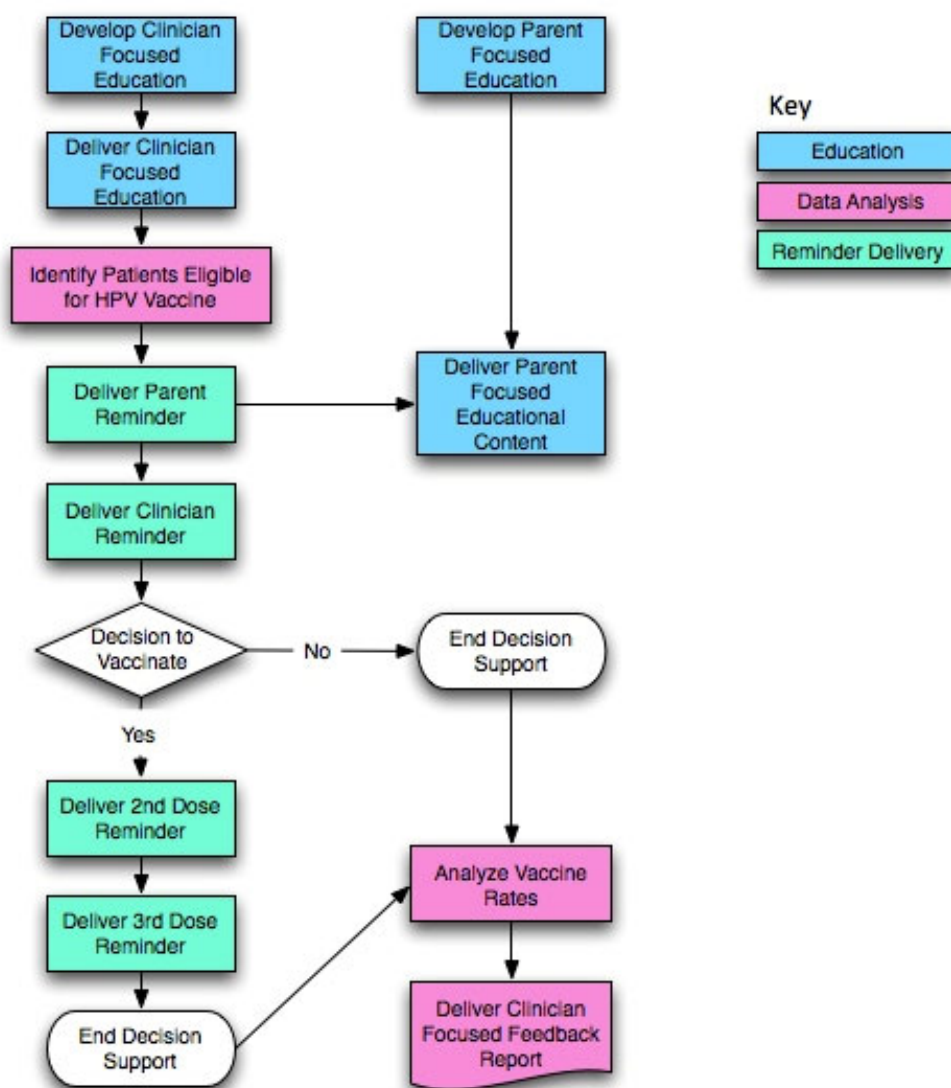 Develop Clinician
Focused
Education
Develop Parent
Focused
Education
Key
Education
Data Analysis
Reminder Delivery
Deliver Clinician
Focused
Education
Identify Patients Eligible
for HPV Vaccine
Deliver Parent
Reminder
Deliver Parent
Focused
Educational
Content
Deliver Clinician
Reminder
Decision to
Vaccinate
No
End Decision
Support
Yes
Deliver 2nd Dose
Reminder
Deliver 3rd Dose
Reminder
End Decision
Support
Analyze Vaccine
Rates
Deliver Clinician
Focused Feedback
Report